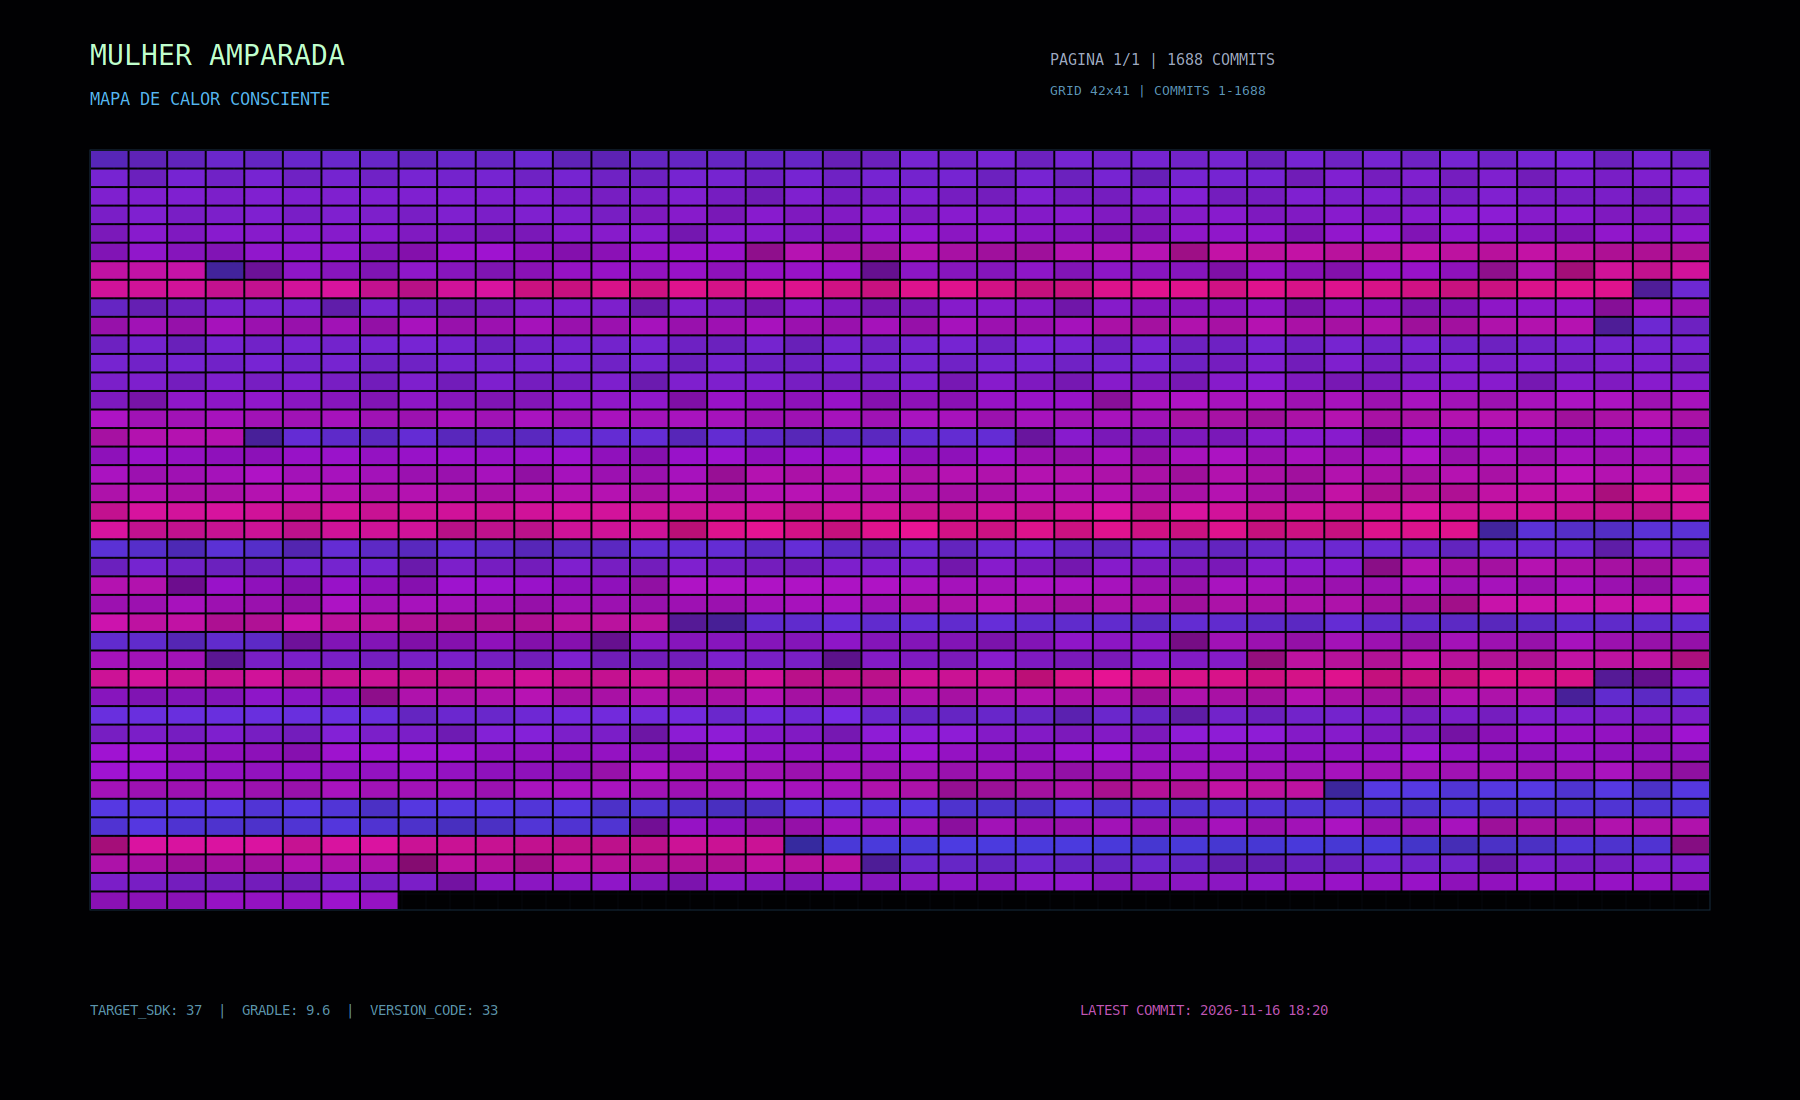 MULHER AMPARADA
MAPA DE CALOR CONSCIENTE
PAGINA 1/1 | 1688 COMMITS
GRID 42x41 | COMMITS 1-1688
TARGET_SDK: 37 | GRADLE: 9.6 | VERSION_CODE: 33
LATEST COMMIT: 2026-11-16 18:20